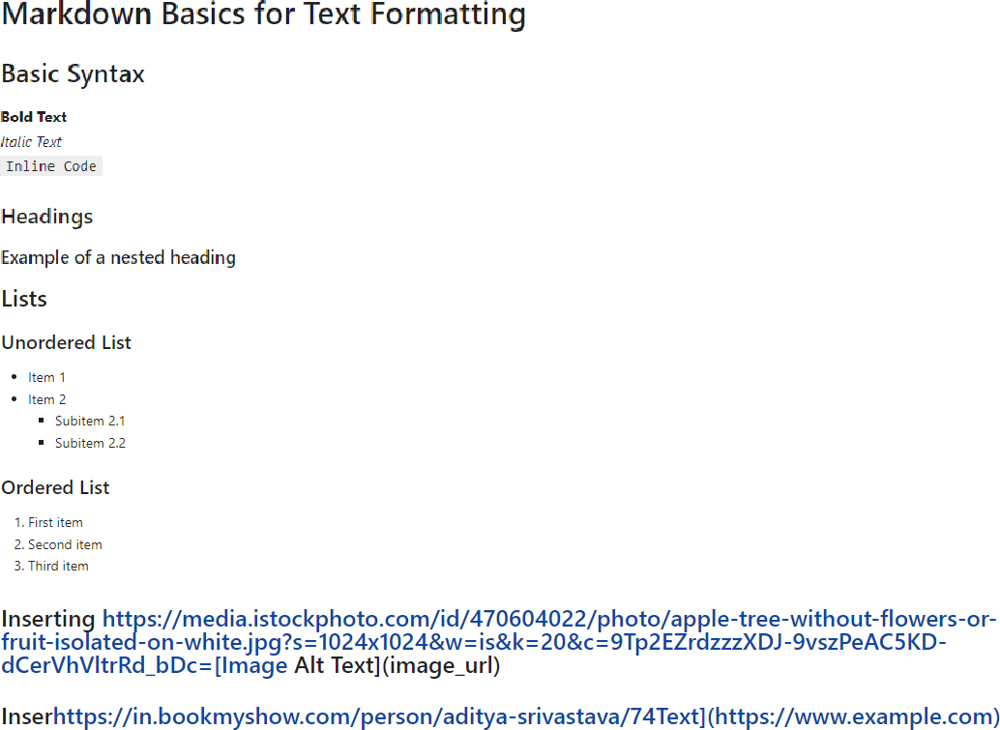 Markdown Basics for Text Formatting
Basic Syntax
Bold Text
Italic Text
Inline Code
Headings
Example of a nested heading
Lists
Unordered List
• Item 1
• Item 2
▪ Subitem 2.1
▪ Subitem 2.2
Ordered List
1. First item
2. Second item
3. Third item
Inserting https://media.istockphoto.com/id/470604022/photo/apple-tree-without-flowers-or-
fruit-isolated-on-white.jpg?s=1024x1024&w=is&k=20&c=9Tp2EZrdzzzXDJ-9vszPeAC5KD-
dCerVhVltrRd_bDc=[Image Alt Text](image_url)
Inserhttps://in.bookmyshow.com/person/aditya-srivastava/74Text](https://www.example.com)